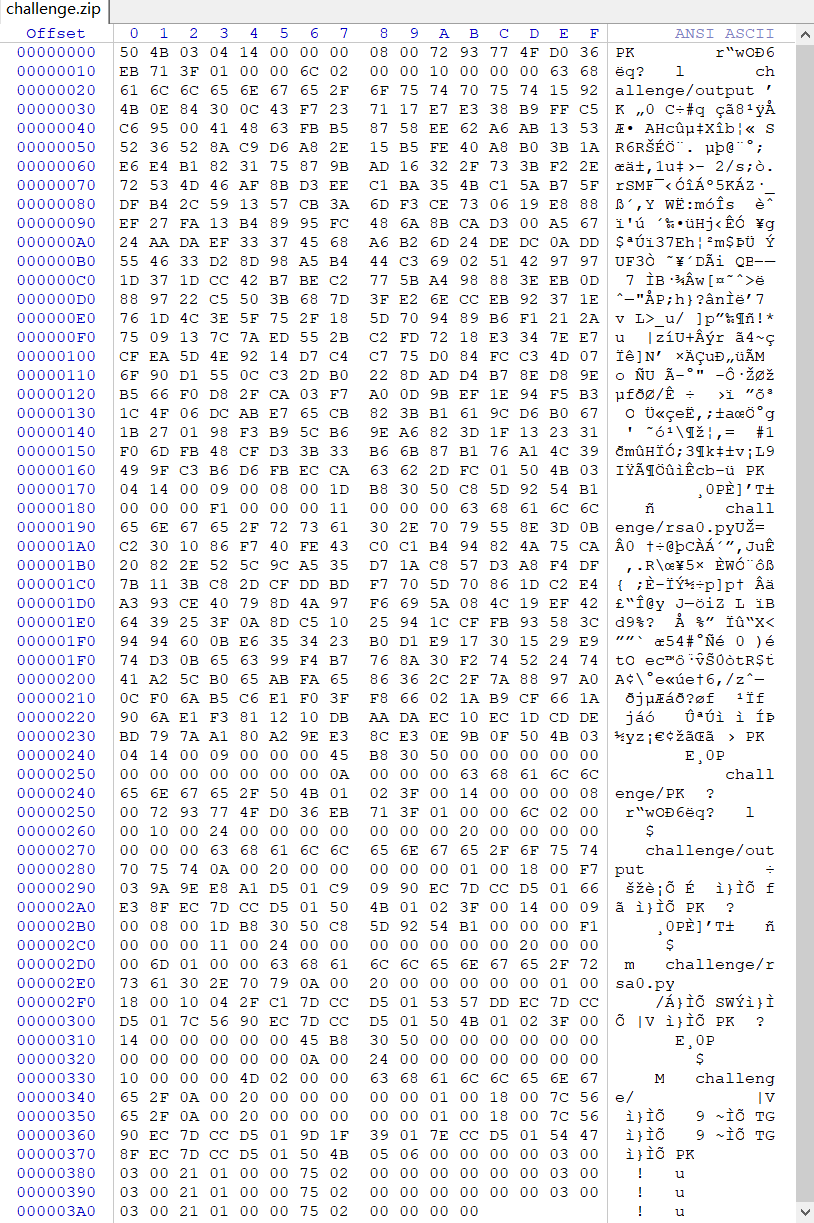 challenge.zip
Offset 0 1 2 3 4 5 6 7 8 9 A B C D E F ANSI ASCII
00000000 50 4B 03 04 14 00 00 00 08 00 72 93 77 4F D0 36 PK r“wOÐ6
00000010 EB 71 3F 01 00 00 6C 02 00 00 10 00 00 00 63 68 ëq? l ch
00000020 61 6C 6C 65 6E 67 65 2F 6F 75 74 70 75 74 15 92 allenge/output ’
00000030 4B 0E 84 30 0C 43 F7 23 71 17 E7 E3 38 B9 FF C5 K „0 C÷#q çã8¹ÿÅ
00000040 C6 95 00 41 48 63 FB B5 87 58 EE 62 A6 AB 13 53 Æ• AHcûµ‡Xîb¦« S
00000050 52 36 52 8A C9 D6 A8 2E 15 B5 FE 40 A8 B0 3B 1A R6RŠÉÖ¨. µþ@¨°;
00000060 E6 E4 B1 82 31 75 87 9B AD 16 32 2F 73 3B F2 2E æä±‚1u‡›- 2/s;ò.
00000070 72 53 4D 46 AF 8B D3 EE C1 BA 35 4B C1 5A B7 5F rSMF¯‹ÓîÁº5KÁZ·_
00000080 DF B4 2C 59 13 57 CB 3A 6D F3 CE 73 06 19 E8 88 ß´,Y WË:móÎs èˆ
00000090 EF 27 FA 13 B4 89 95 FC 48 6A 8B CA D3 00 A5 67 ï'ú ´‰•üHj‹ÊÓ ¥g
000000A0 24 AA DA EF 33 37 45 68 A6 B2 6D 24 DE DC 0A DD $ªÚï37Eh¦²m$ÞÜ Ý
000000B0 55 46 33 D2 8D 98 A5 B4 44 C3 69 02 51 42 97 97 UF3Ò ˜¥´DÃi QB——
000000C0 1D 37 1D CC 42 B7 BE C2 77 5B A4 98 88 3E EB 0D 7 ÌB·¾Âw[¤˜ˆ>ë
000000D0 88 97 22 C5 50 3B 68 7D 3F E2 6E CC EB 92 37 1E ˆ—"ÅP;h}?ânÌë’7
000000E0 76 1D 4C 3E 5F 75 2F 18 5D 70 94 89 B6 F1 21 2A v L>_u/ ]p”‰¶ñ!*
000000F0 75 09 13 7C 7A ED 55 2B C2 FD 72 18 E3 34 7E E7 u |zíU+Âýr ã4~ç
00000100 CF EA 5D 4E 92 14 D7 C4 C7 75 D0 84 FC C3 4D 07 Ïê]N’ ×ÄÇuÐ„üÃM
00000110 6F 90 D1 55 0C C3 2D B0 22 8D AD D4 B7 8E D8 9E o ÑU Ã-°" -Ô·ŽØž
00000120 B5 66 F0 D8 2F CA 03 F7 A0 0D 9B EF 1E 94 F5 B3 µfðØ/Ê ÷ ›ï ”õ³
00000130 1C 4F 06 DC AB E7 65 CB 82 3B B1 61 9C D6 B0 67 O Ü«çeË‚;±aœÖ°g
00000140 1B 27 01 98 F3 B9 5C B6 9E A6 82 3D 1F 13 23 31 ' ˜ó¹\¶ž¦‚= #1
00000150 F0 6D FB 48 CF D3 3B 33 B6 6B 87 B1 76 A1 4C 39 ðmûHÏÓ;3¶k‡±v¡L9
00000160 49 9F C3 B6 D6 FB EC CA 63 62 2D FC 01 50 4B 03 IŸÃ¶ÖûìÊcb-ü PK
00000170 04 14 00 09 00 08 00 1D B8 30 50 C8 5D 92 54 B1 ¸0PÈ]’T±
00000180 00 00 00 F1 00 00 00 11 00 00 00 63 68 61 6C 6C ñ chall
00000190 65 6E 67 65 2F 72 73 61 30 2E 70 79 55 8E 3D 0B enge/rsa0.pyUŽ=
000001A0 C2 30 10 86 F7 40 FE 43 C0 C1 B4 94 82 4A 75 CA Â0 †÷@þCÀÁ´”‚JuÊ
000001B0 20 82 2E 52 5C 9C A5 35 D7 1A C8 57 D3 A8 F4 DF ‚.R\œ¥5× ÈWÓ¨ôß
000001C0 7B 11 3B C8 2D CF DD BD F7 70 5D 70 86 1D C2 E4 { ;È-ÏÝ½÷p]p† Âä
000001D0 A3 93 CE 40 79 8D 4A 97 F6 69 5A 08 4C 19 EF 42 £“Î@y J—öiZ L ïB
000001E0 64 39 25 3F 0A 8D C5 10 25 94 1C CF FB 93 58 3C d9%? Å %” Ïû“X<
000001F0 94 94 60 0B E6 35 34 23 B0 D1 E9 17 30 15 29 E9 ””` æ54#°Ñé 0 )é
000001F0 74 D3 0B 65 63 99 F4 B7 76 8A 30 F2 74 52 24 74 tÓ ec™ô·vŠ0òtR$t
00000200 41 A2 5C B0 65 AB FA 65 86 36 2C 2F 7A 88 97 A0 A¢\°e«úe†6,/zˆ—
00000210 0C F0 6A B5 C6 E1 F0 3F F8 66 02 1A B9 CF 66 1A ðjµÆáð?øf ¹Ïf
00000220 90 6A E1 F3 81 12 10 DB AA DA EC 10 EC 1D CD DE jáó ÛªÚì ì ÍÞ
00000230 BD 79 7A A1 80 A2 9E E3 8C E3 0E 9B 0F 50 4B 03 ½yz¡€¢žãŒã › PK
00000240 04 14 00 09 00 00 00 45 B8 30 50 00 00 00 00 00 E¸0P
00000250 00 00 00 00 00 00 00 0A 00 00 00 63 68 61 6C 6C chall
00000240 65 6E 67 65 2F 50 4B 01 02 3F 00 14 00 00 00 08 enge/PK ?
00000250 00 72 93 77 4F D0 36 EB 71 3F 01 00 00 6C 02 00 r“wOÐ6ëq? l
00000260 00 10 00 24 00 00 00 00 00 00 00 20 00 00 00 00 $
00000270 00 00 00 63 68 61 6C 6C 65 6E 67 65 2F 6F 75 74 challenge/out
00000280 70 75 74 0A 00 20 00 00 00 00 00 01 00 18 00 F7 put ÷
00000290 03 9A 9E E8 A1 D5 01 C9 09 90 EC 7D CC D5 01 66 šžè¡Õ É ì}ÌÕ f
000002A0 E3 8F EC 7D CC D5 01 50 4B 01 02 3F 00 14 00 09 ã ì}ÌÕ PK ?
000002B0 00 08 00 1D B8 30 50 C8 5D 92 54 B1 00 00 00 F1 ¸0PÈ]’T± ñ
000002C0 00 00 00 11 00 24 00 00 00 00 00 00 00 20 00 00 $
000002D0 00 6D 01 00 00 63 68 61 6C 6C 65 6E 67 65 2F 72 m challenge/r
000002E0 73 61 30 2E 70 79 0A 00 20 00 00 00 00 00 01 00 sa0.py
000002F0 18 00 10 04 2F C1 7D CC D5 01 53 57 DD EC 7D CC /Á}ÌÕ SWÝì}Ì
00000300 D5 01 7C 56 90 EC 7D CC D5 01 50 4B 01 02 3F 00 Õ |V ì}ÌÕ PK ?
00000310 14 00 00 00 00 00 45 B8 30 50 00 00 00 00 00 00 E¸0P
00000320 00 00 00 00 00 00 0A 00 24 00 00 00 00 00 00 00 $
00000330 10 00 00 00 4D 02 00 00 63 68 61 6C 6C 65 6E 67 M challeng
00000340 65 2F 0A 00 20 00 00 00 00 00 01 00 18 00 7C 56 e/ |V
00000350 65 2F 0A 00 20 00 00 00 00 00 01 00 18 00 7C 56 ì}ÌÕ 9 ~ÌÕ TG
00000360 90 EC 7D CC D5 01 9D 1F 39 01 7E CC D5 01 54 47 ì}ÌÕ 9 ~ÌÕ TG
00000370 8F EC 7D CC D5 01 50 4B 05 06 00 00 00 00 03 00 ì}ÌÕ PK
00000380 03 00 21 01 00 00 75 02 00 00 00 00 00 00 03 00 ! u
00000390 03 00 21 01 00 00 75 02 00 00 00 00 00 00 03 00 ! u
000003A0 03 00 21 01 00 00 75 02 00 00 00 00 ! u